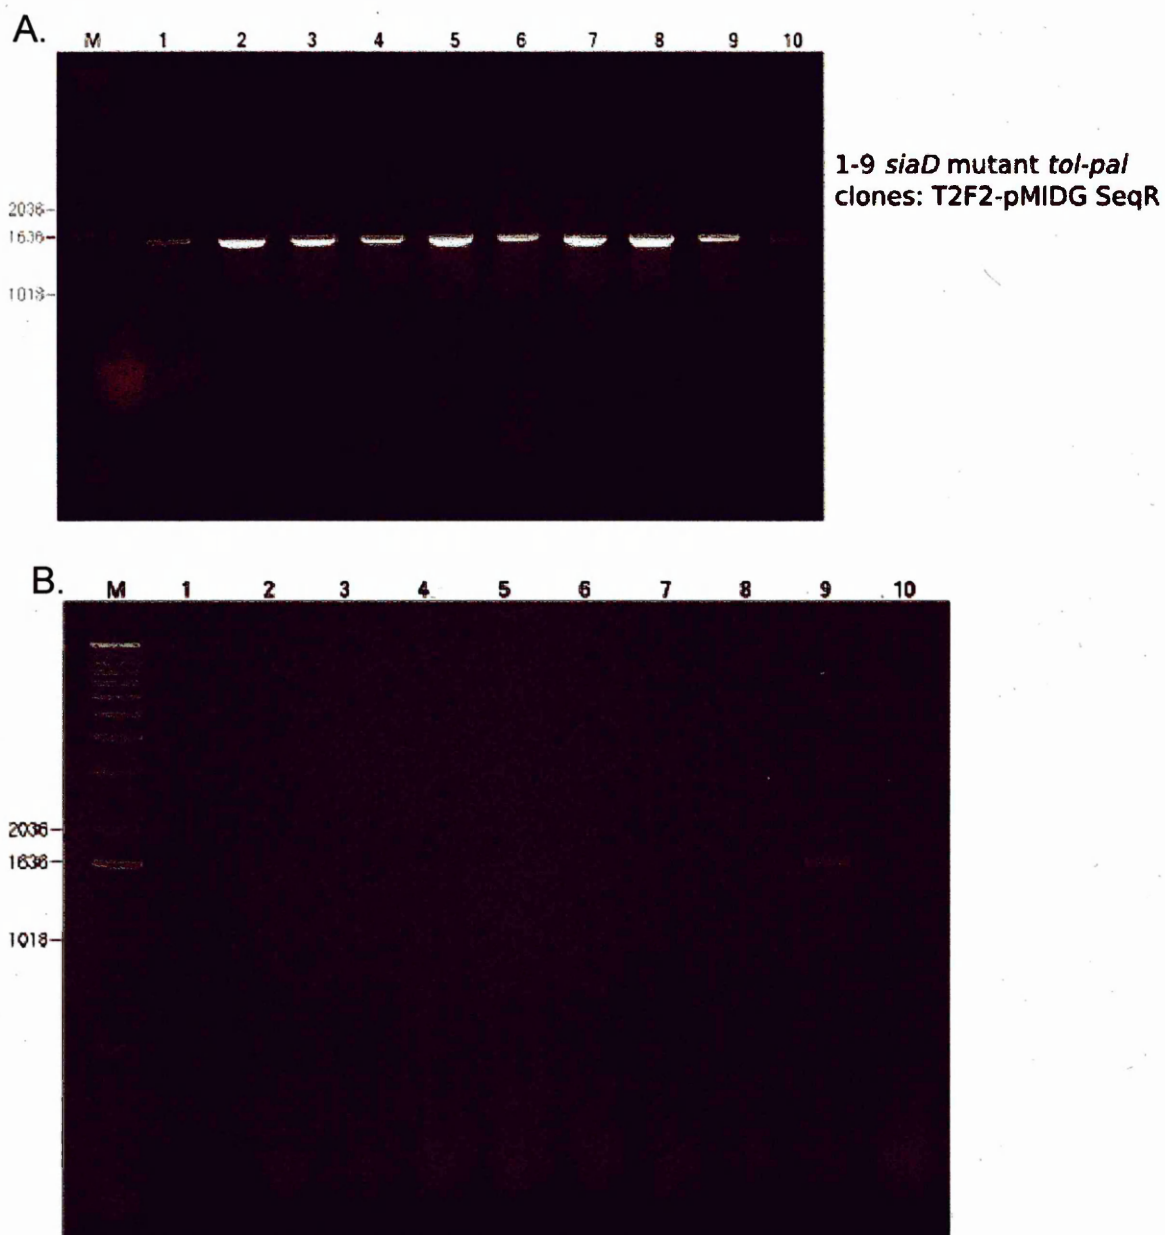 A.
M 1 2 3 4 5 6 7 8 9 10
1-9 siaD mutant tol-pal
clones: T2F2-pMIDG SeqR
2036-
1636-
1018-
B.
M 1 2 3 4 5 6 7 8 9 10
2036-
1636-
1018-